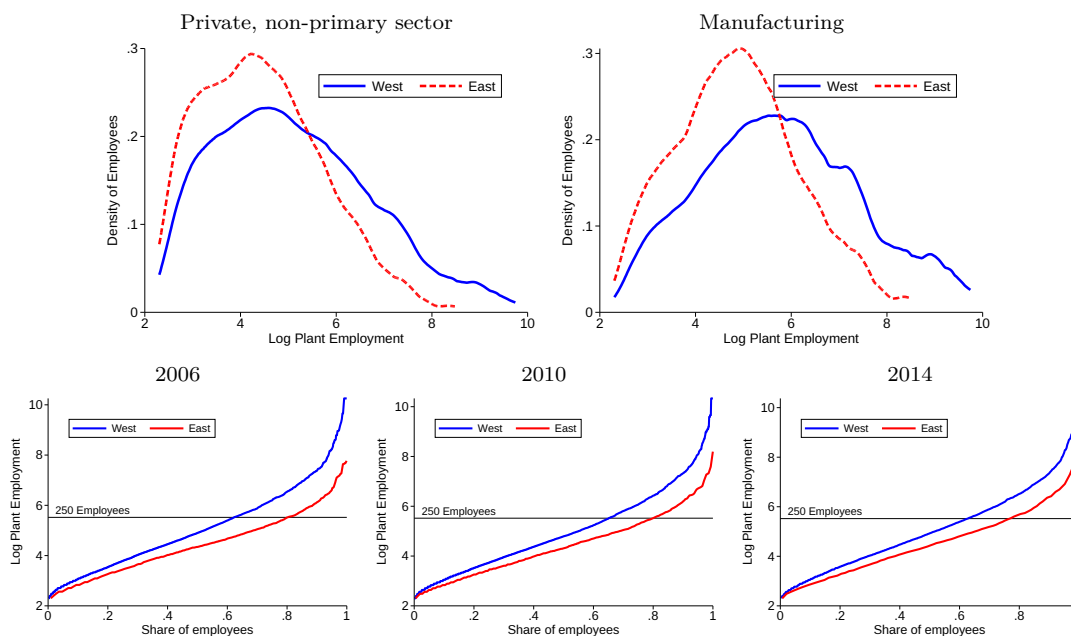 Private, non-primary sector
Density of Employees
.3
.2
.1
0
West East
2 4 6 8 10
Log Plant Employment
Manufacturing
Density of Employees
.3
.2
.1
0
West East
2 4 6 8 10
Log Plant Employment
2006
Log Plant Employment
10
8
6
4
2
West East
250 Employees
0 .2 .4 .6 .8 1
Share of employees
2010
Log Plant Employment
10
8
6
4
2
West East
250 Employees
0 .2 .4 .6 .8 1
Share of employees
2014
Log Plant Employment
10
8
6
4
2
West East
250 Employees
0 .2 .4 .6 .8
Share of employees